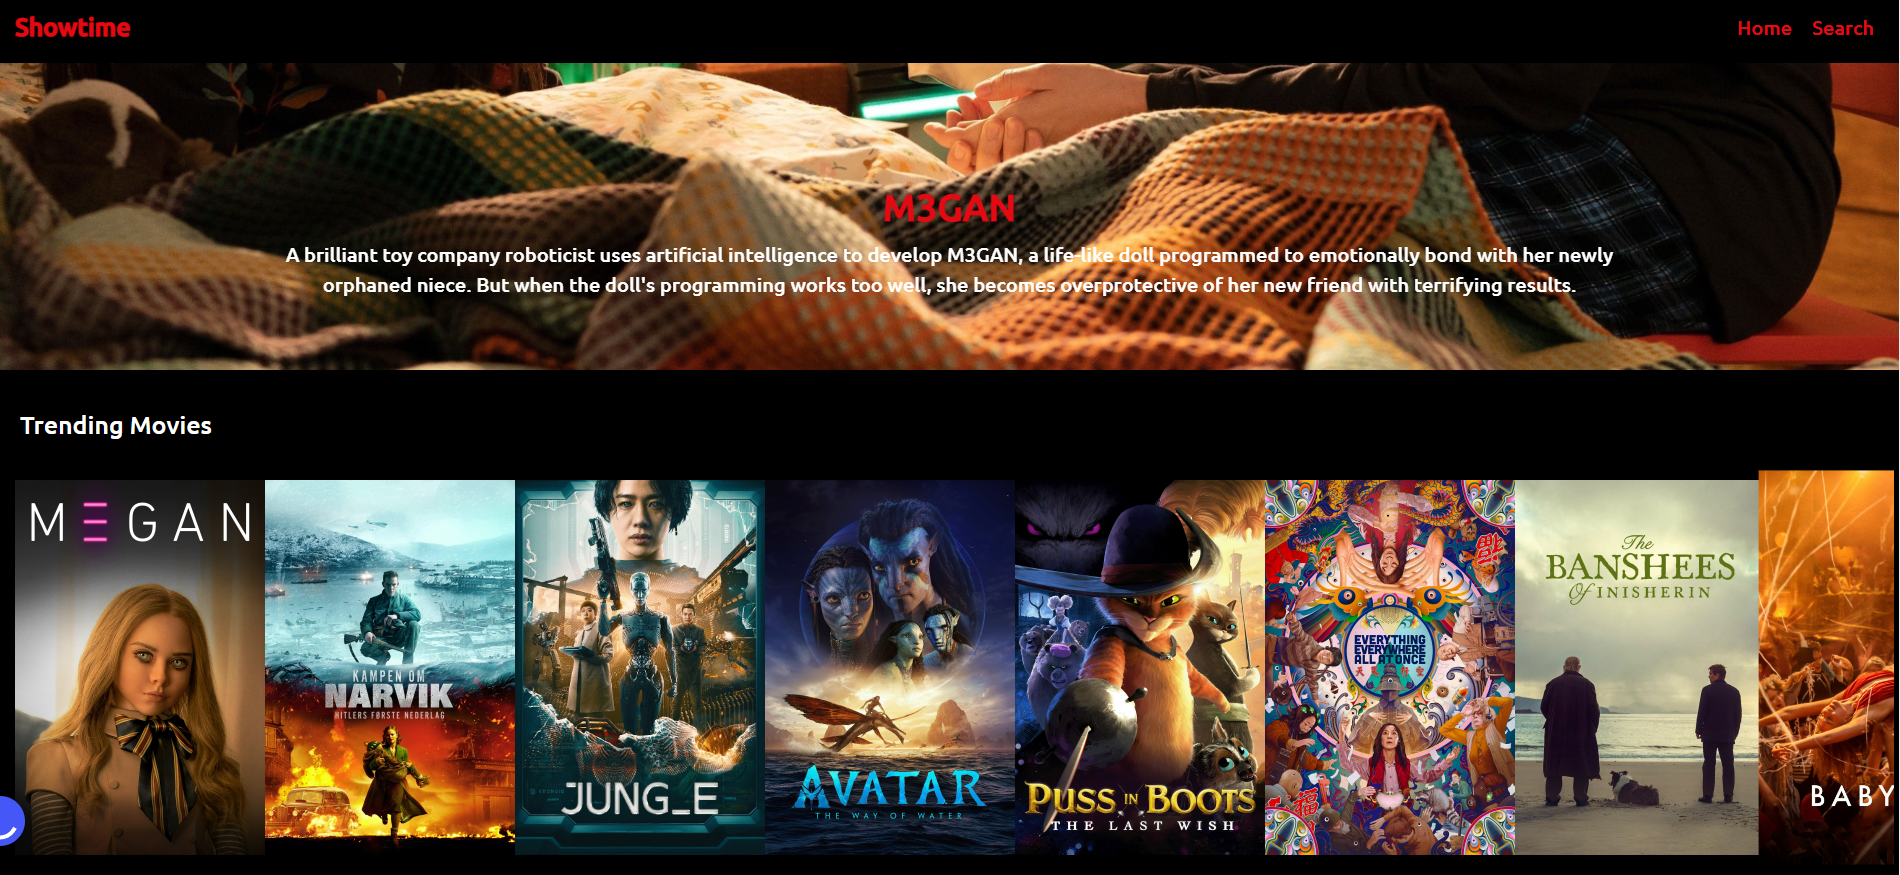 Showtime
Home Search
M3GAN
A brilliant toy company roboticist uses artificial intelligence to develop M3GAN, a life-like doll programmed to emotionally bond with her newly
orphaned niece. But when the doll's programming works too well, she becomes overprotective of her new friend with terrifying results.
Trending Movies
M3GAN
KAMPEN OM
NARVIK
HITLERS FØRSTE NEDERLAG
JUNG_E
AVATAR
THE WAY OF WATER
PUSS IN BOOTS
THE LAST WISH
EVERYTHING
EVERYWHERE
ALL AT ONCE
The
BANSHEES
Of INISHERIN
BABY